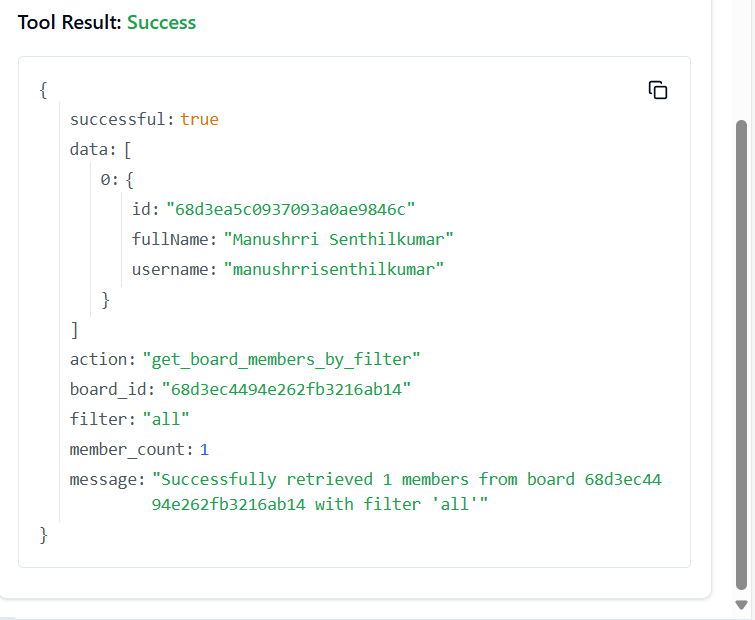 Tool Result: Success
{
successful: true
data: [
0: {
id: "68d3ea5c0937093a0ae9846c"
fullName: "Manushrri Senthilkumar"
username: "manushrrisenthilkumar"
}
]
action: "get_board_members_by_filter"
board_id: "68d3ec4494e262fb3216ab14"
filter: "all"
member_count: 1
message: "Successfully retrieved 1 members from board 68d3ec44
94e262fb3216ab14 with filter 'all'"
}